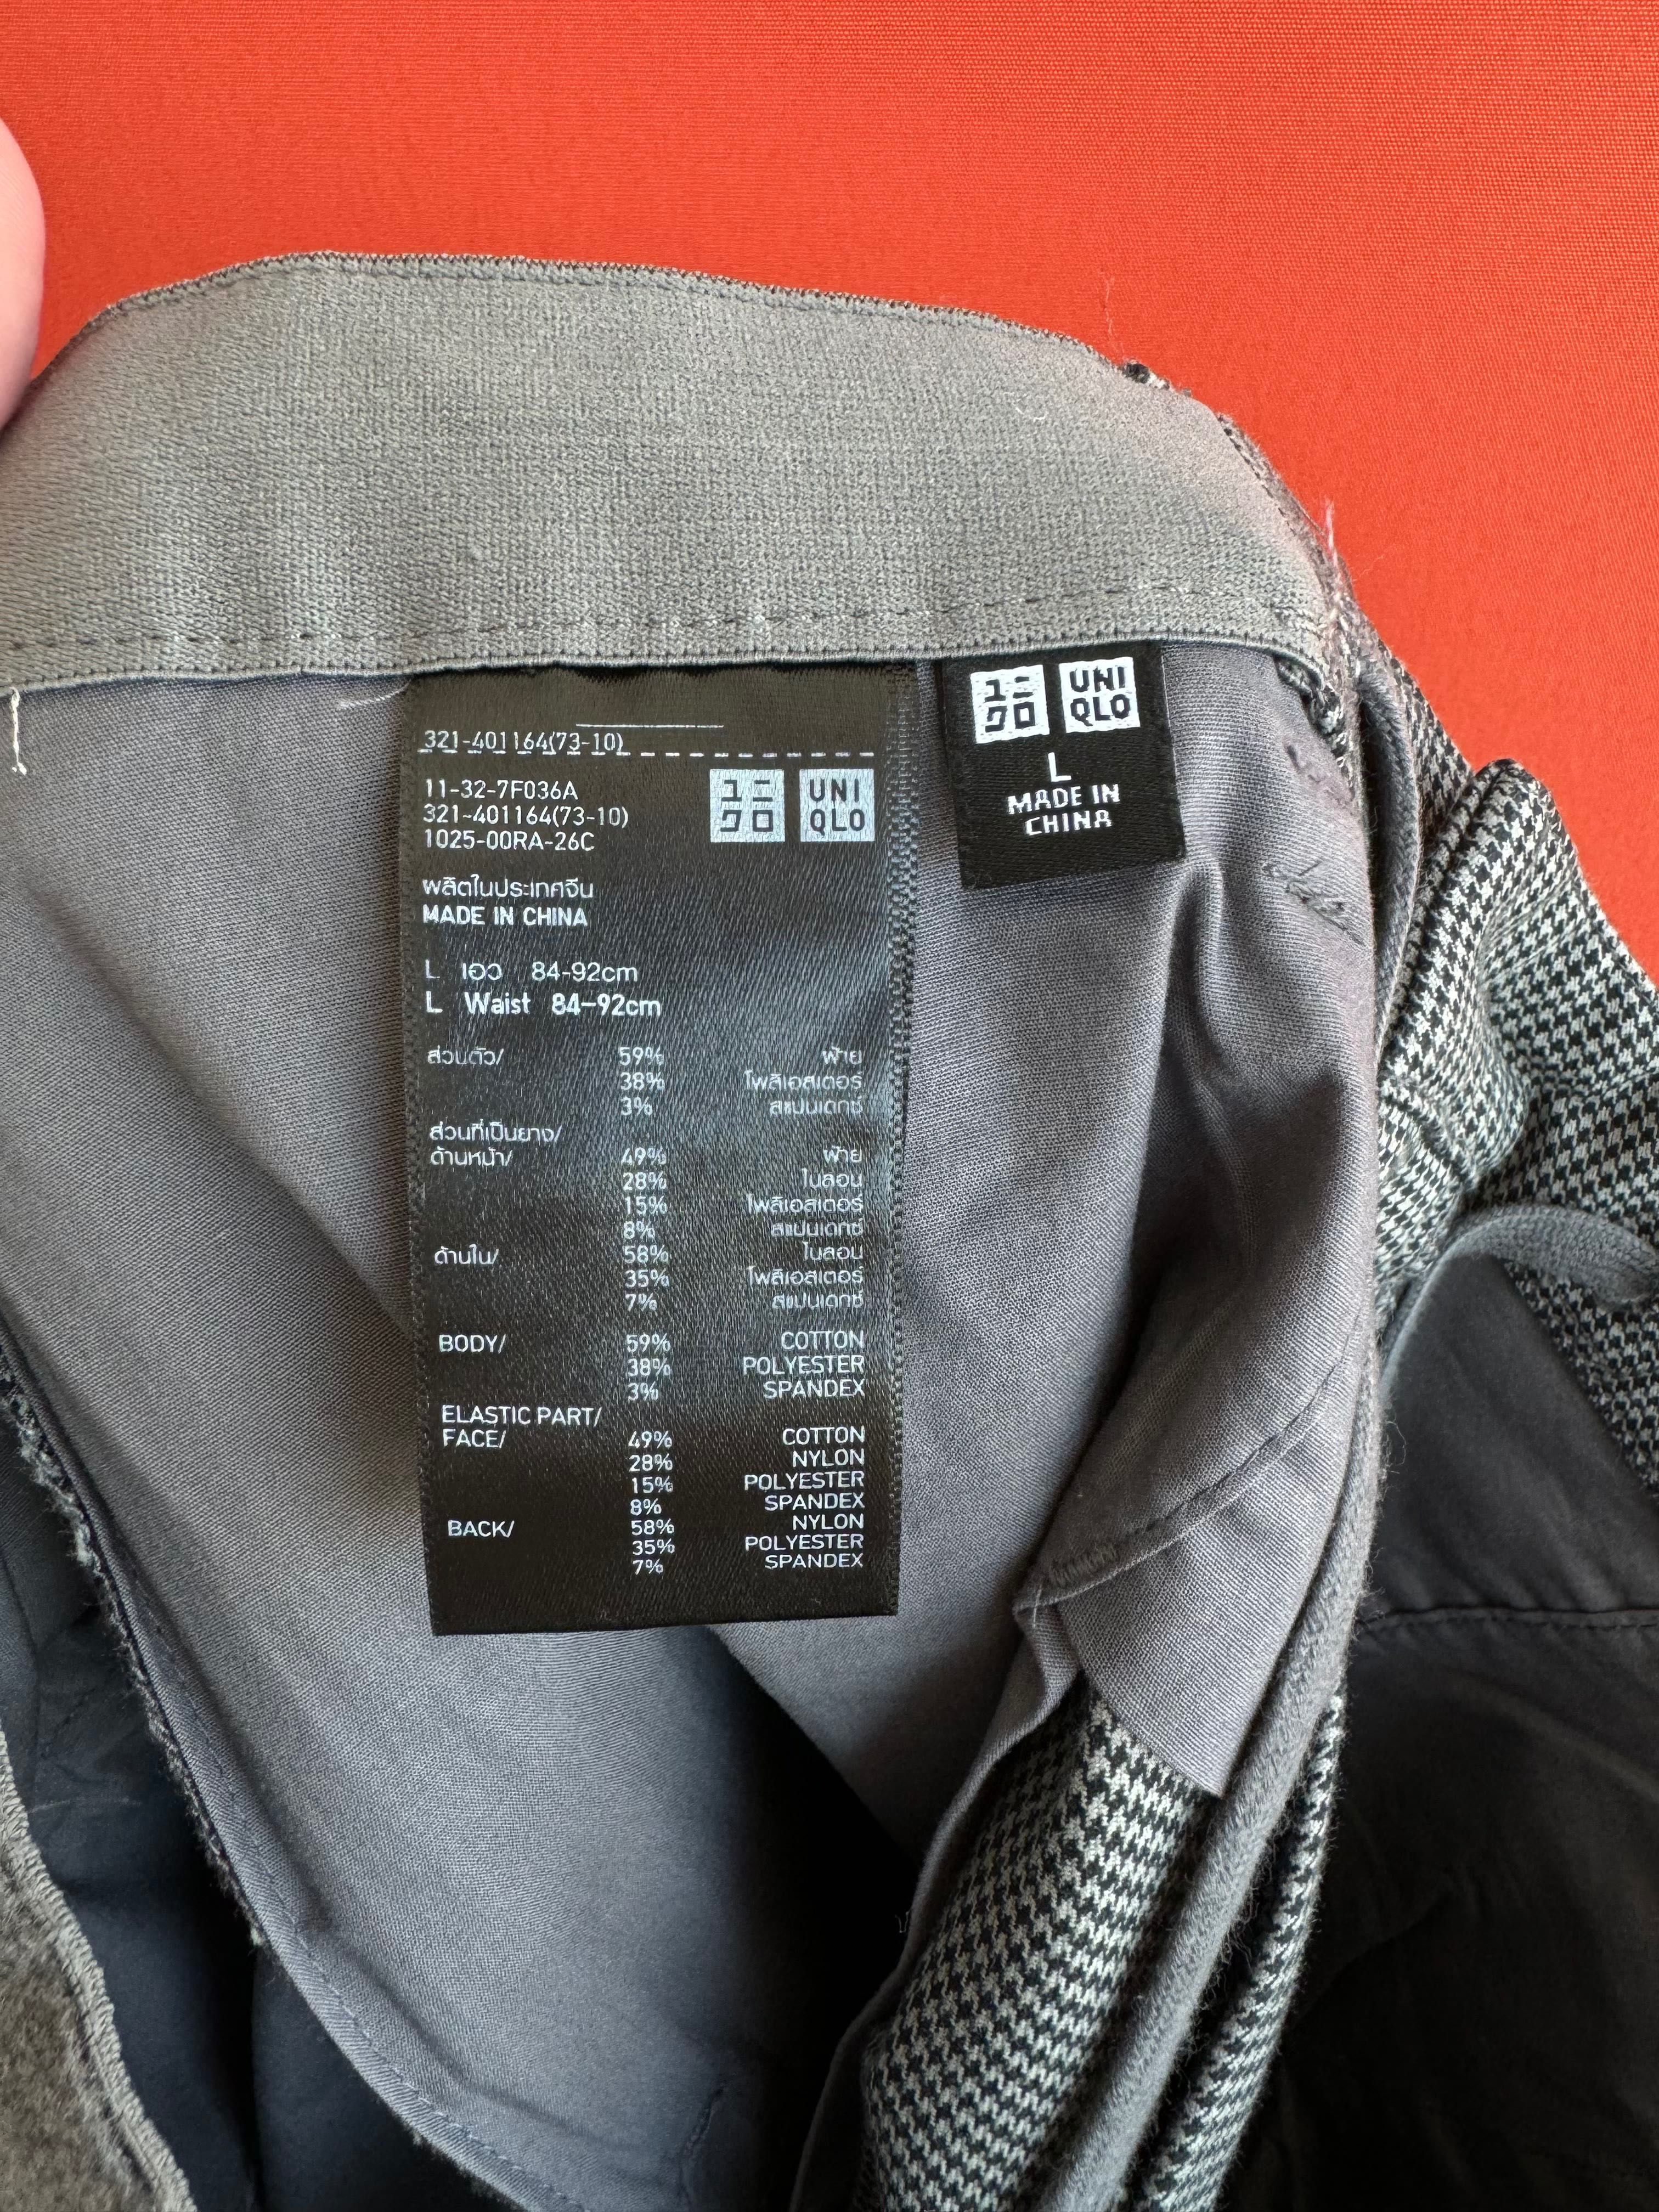 321-401164(73-10)
11-32-7F036A
321-401164(73-10)
1025-00RA-26C
ユニ
クロ
UNI
QLO
ผลิตในประเทศจีน
MADE IN CHINA
L เอว 84-92cm
L Waist 84-92cm
ส่วนตัว/ 59% ฝ้าย
38% โพลีเอสเตอร์
3% สแปนเดกซ์
ส่วนที่เป็นยาง/
ด้านหน้า/ 49% ฝ้าย
28% ไนลอน
15% โพลีเอสเตอร์
8% สแปนเดกซ์
ด้านใน/ 58% ไนลอน
35% โพลีเอสเตอร์
7% สแปนเดกซ์
BODY/ 59% COTTON
38% POLYESTER
3% SPANDEX
ELASTIC PART/
FACE/ 49% COTTON
28% NYLON
15% POLYESTER
8% SPANDEX
BACK/ 58% NYLON
35% POLYESTER
7% SPANDEX
ユニ
クロ
UNI
QLO
L
MADE IN
CHINA